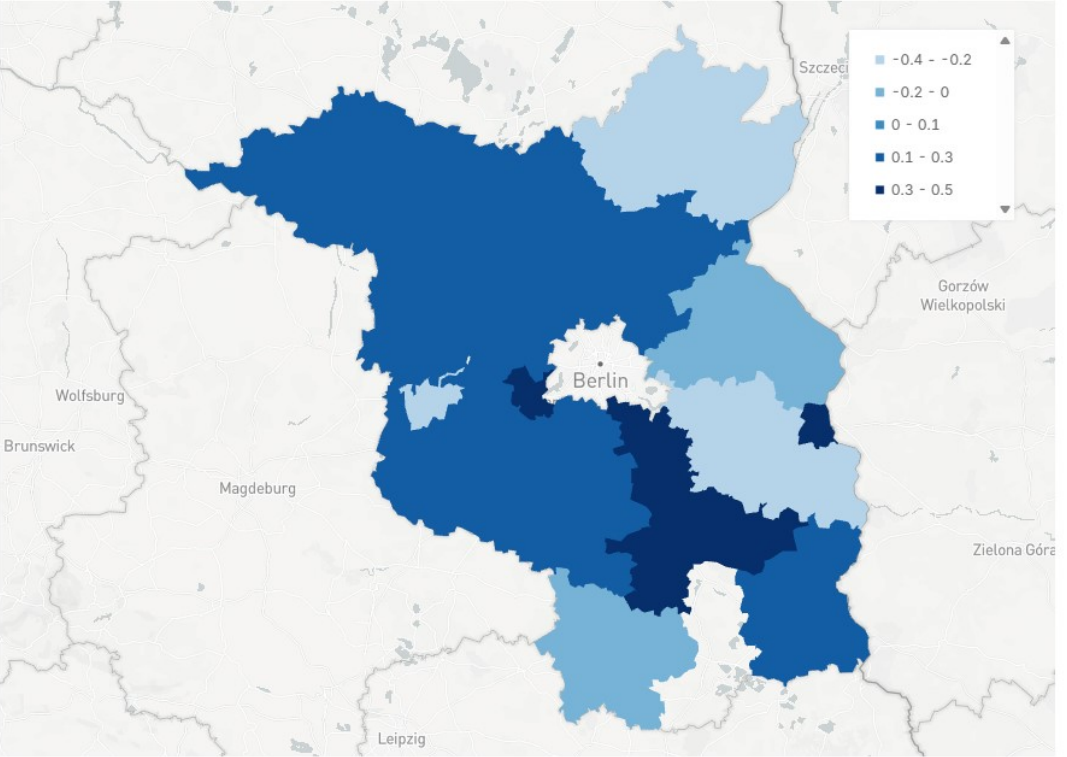 Szczeci
-0.4 - -0.2
-0.2 - 0
0 - 0.1
0.1 - 0.3
0.3 - 0.5
Gorzów
Wielkopolski
Berlin
Wolfsburg
Brunswick
Magdeburg
Zielona Góra
Leipzig